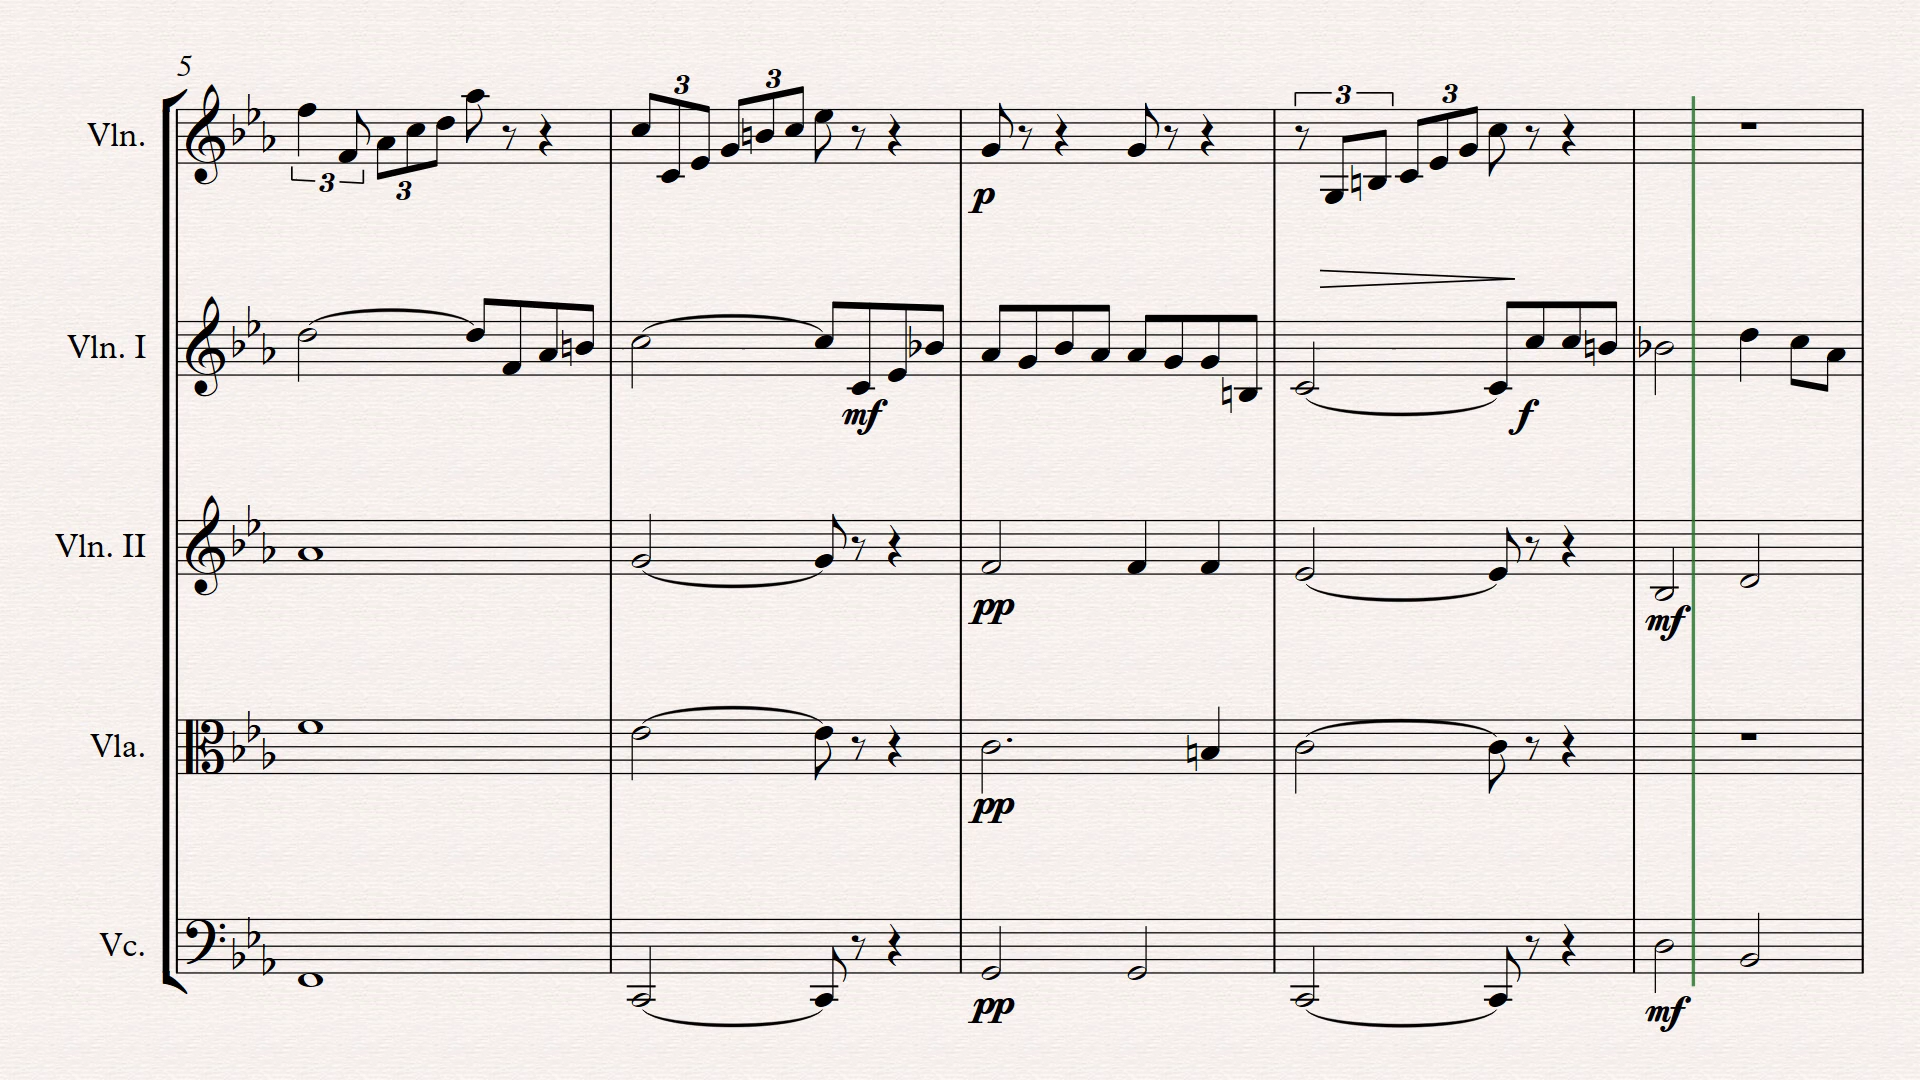 5
Vln.
3 3 3 3 3 3
p
Vln. I
mf f
Vln. II
pp mf
Vla.
pp
Vc.
pp mf